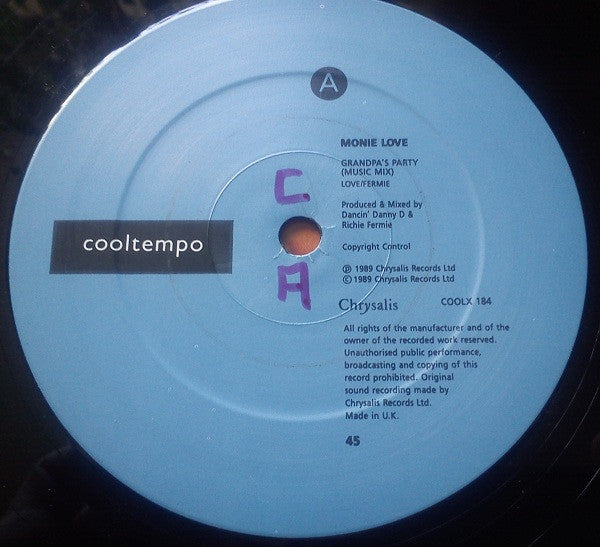 A
MONIE LOVE
GRANDPA'S PARTY
(MUSIC MIX)
LOVE/FERMIE
Produced & Mixed by
Dancin' Danny D &
Richie Fermie
Copyright Control
℗ 1989 Chrysalis Records Ltd
© 1989 Chrysalis Records Ltd
cooltempo
C
A
Chrysalis COOLX 184
All rights of the manufacturer and of the
owner of the recorded work reserved.
Unauthorised public performance,
broadcasting and copying of this
record prohibited. Original
sound recording made by
Chrysalis Records Ltd.
Made in U.K.
45